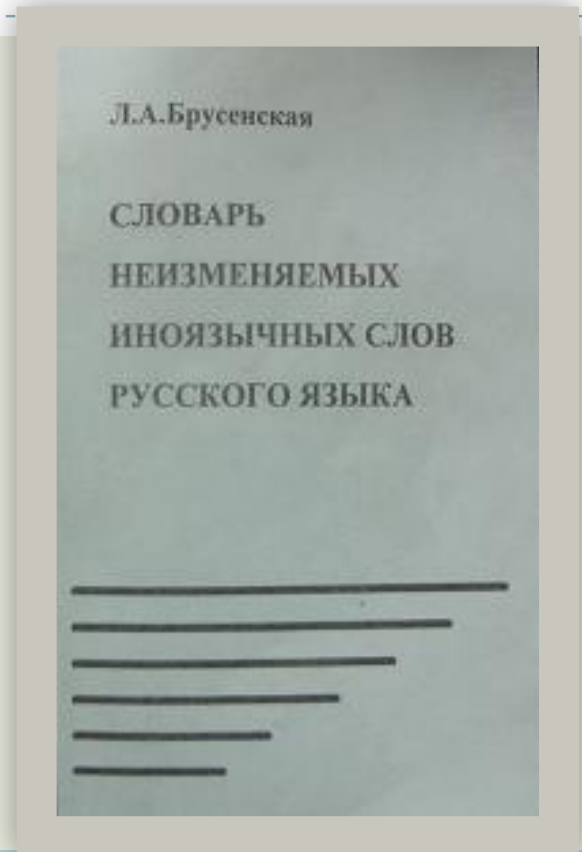 Л.А.Брусенская
СЛОВАРЬ
НЕИЗМЕНЯЕМЫХ
ИНОЯЗЫЧНЫХ СЛОВ
РУССКОГО ЯЗЫКА